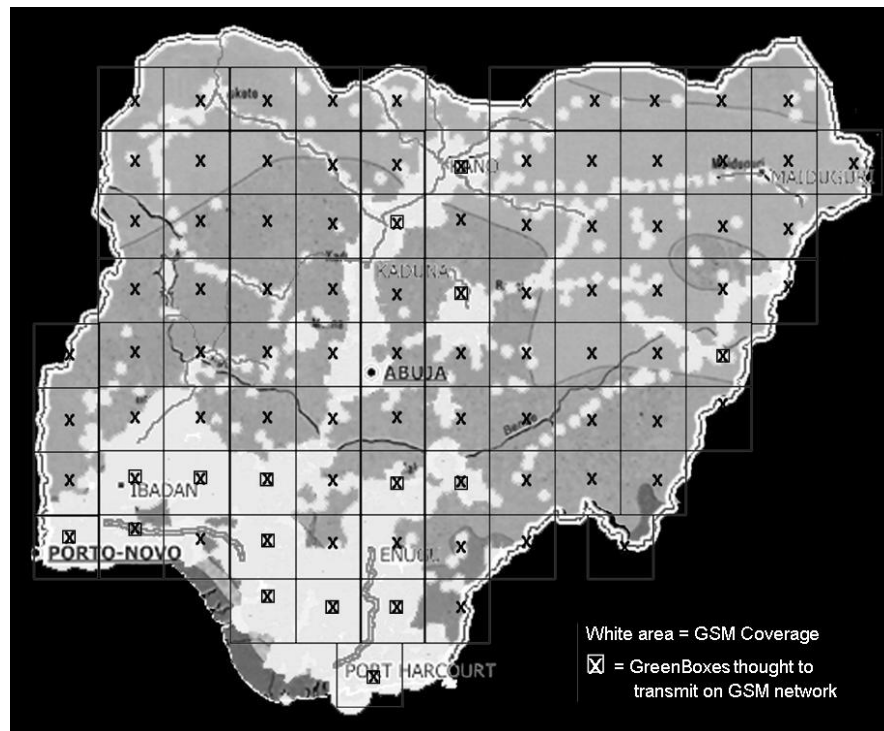 KANO
MAIDUGURI
KADUNA
ABUJA
IBADAN
PORTO-NOVO
ENUGU
White area = GSM Coverage
= GreenBoxes thought to
transmit on GSM network
PORT HARCOURT